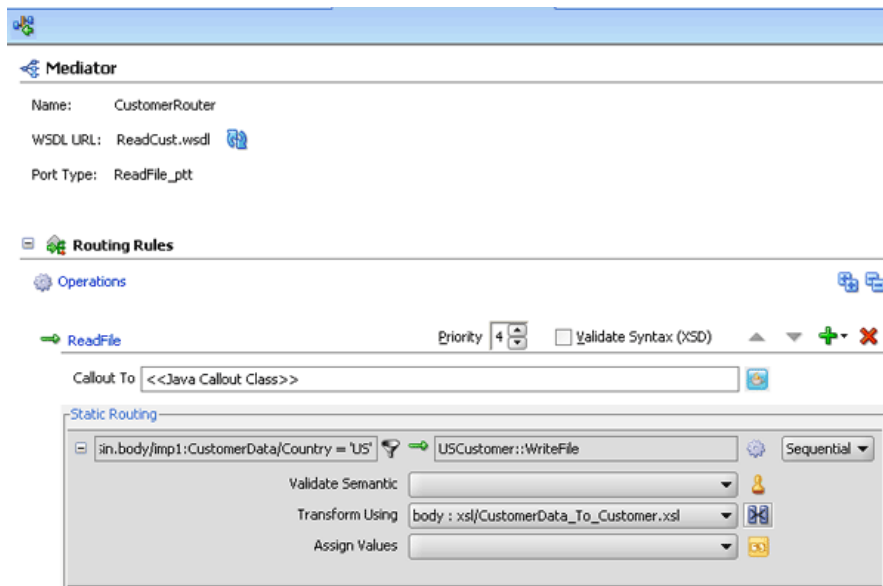 Mediator
Name: CustomerRouter
WSDL URL: ReadCust.wsdl
Port Type: ReadFile_ptt
Routing Rules
Operations
ReadFile Priority 4 Validate Syntax (XSD)
Callout To <<Java Callout Class>>
Static Routing
in.body/imp1:CustomerData/Country = 'US' USCustomer::WriteFile Sequential
Validate Semantic
Transform Using body : xsl/CustomerData_To_Customer.xsl
Assign Values